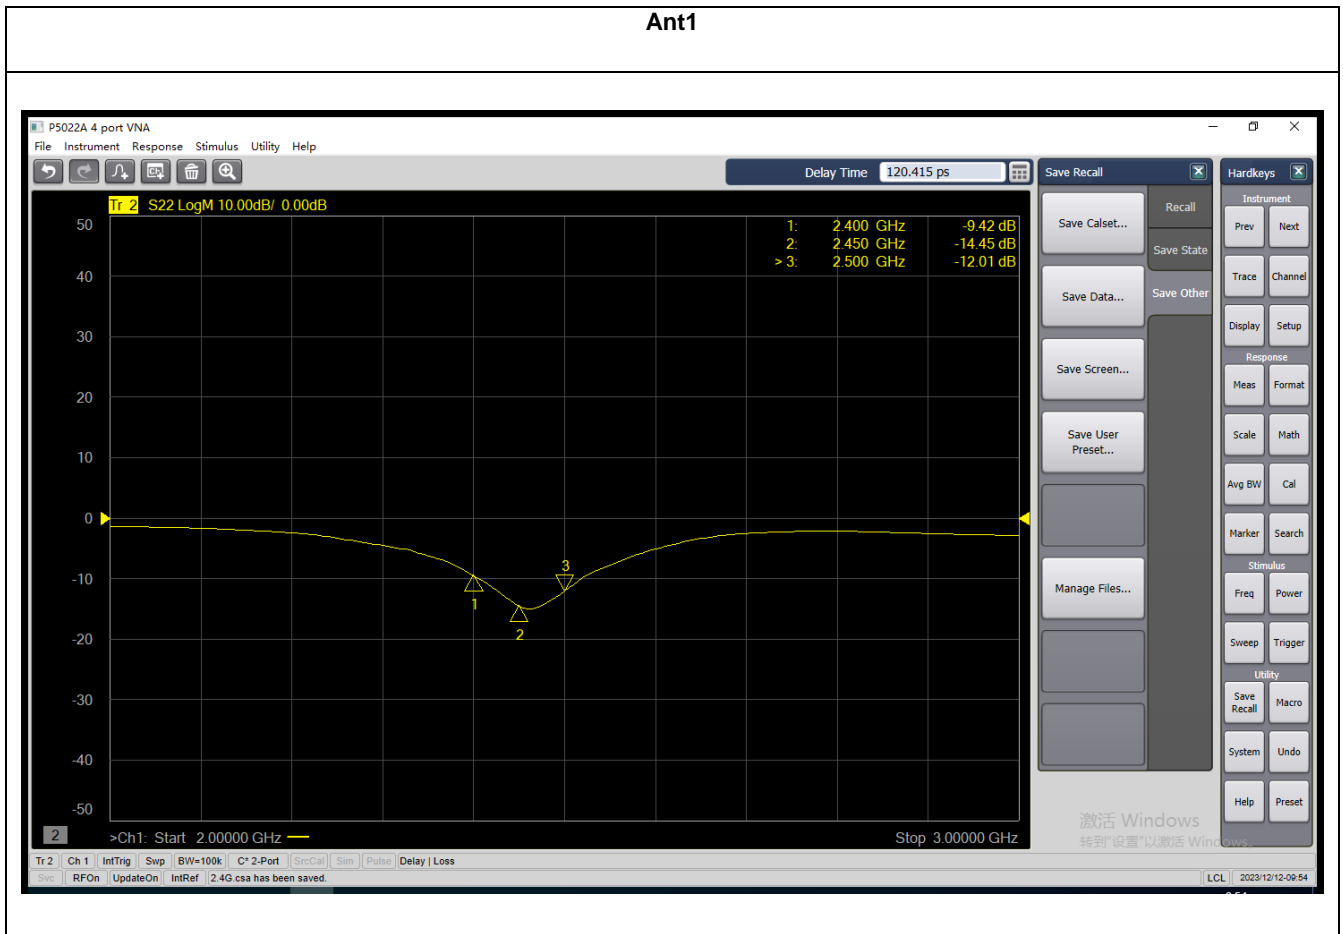 Ant1
P5022A 4 port VNA
File Instrument Response Stimulus Utility Help
Delay Time 120.415 ps
Tr 2 S22 LogM 10.00dB/ 0.00dB
1: 2.400 GHz -9.42 dB
2: 2.450 GHz -14.45 dB
> 3: 2.500 GHz -12.01 dB
50
40
30
20
10
0
-10
-20
-30
-40
-50
1
2
3
2
>Ch1: Start 2.00000 GHz
Stop 3.00000 GHz
Save Recall
Save Calset...
Save Data...
Save Screen...
Save User
Preset...
Manage Files...
Recall
Save State
Save Other
Hardkeys
Instrument
Prev Next
Trace Channel
Display Setup
Response
Meas Format
Scale Math
Avg BW Cal
Marker Search
Stimulus
Freq Power
Sweep Trigger
Utility
Save
Recall
Macro
System Undo
Help Preset
激活 Windows
转到"设置"以激活 Windows。
Tr 2 Ch 1 IntTrig Swp BW=100k C* 2-Port SrcCal Sim Pulse Delay | Loss
Svc RFOn UpdateOn IntRef 2.4G.csa has been saved.
LCL 2023/12/12-09:54